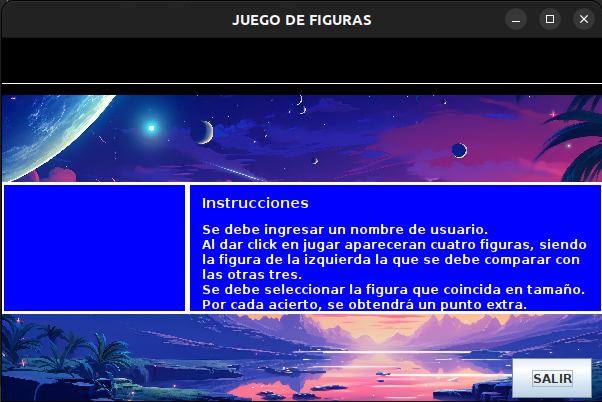 JUEGO DE FIGURAS
Instrucciones
Se debe ingresar un nombre de usuario.
Al dar click en jugar apareceran cuatro figuras, siendo
la figura de la izquierda la que se debe comparar con
las otras tres.
Se debe seleccionar la figura que coincida en tamaño.
Por cada acierto, se obtendrá un punto extra.
SALIR